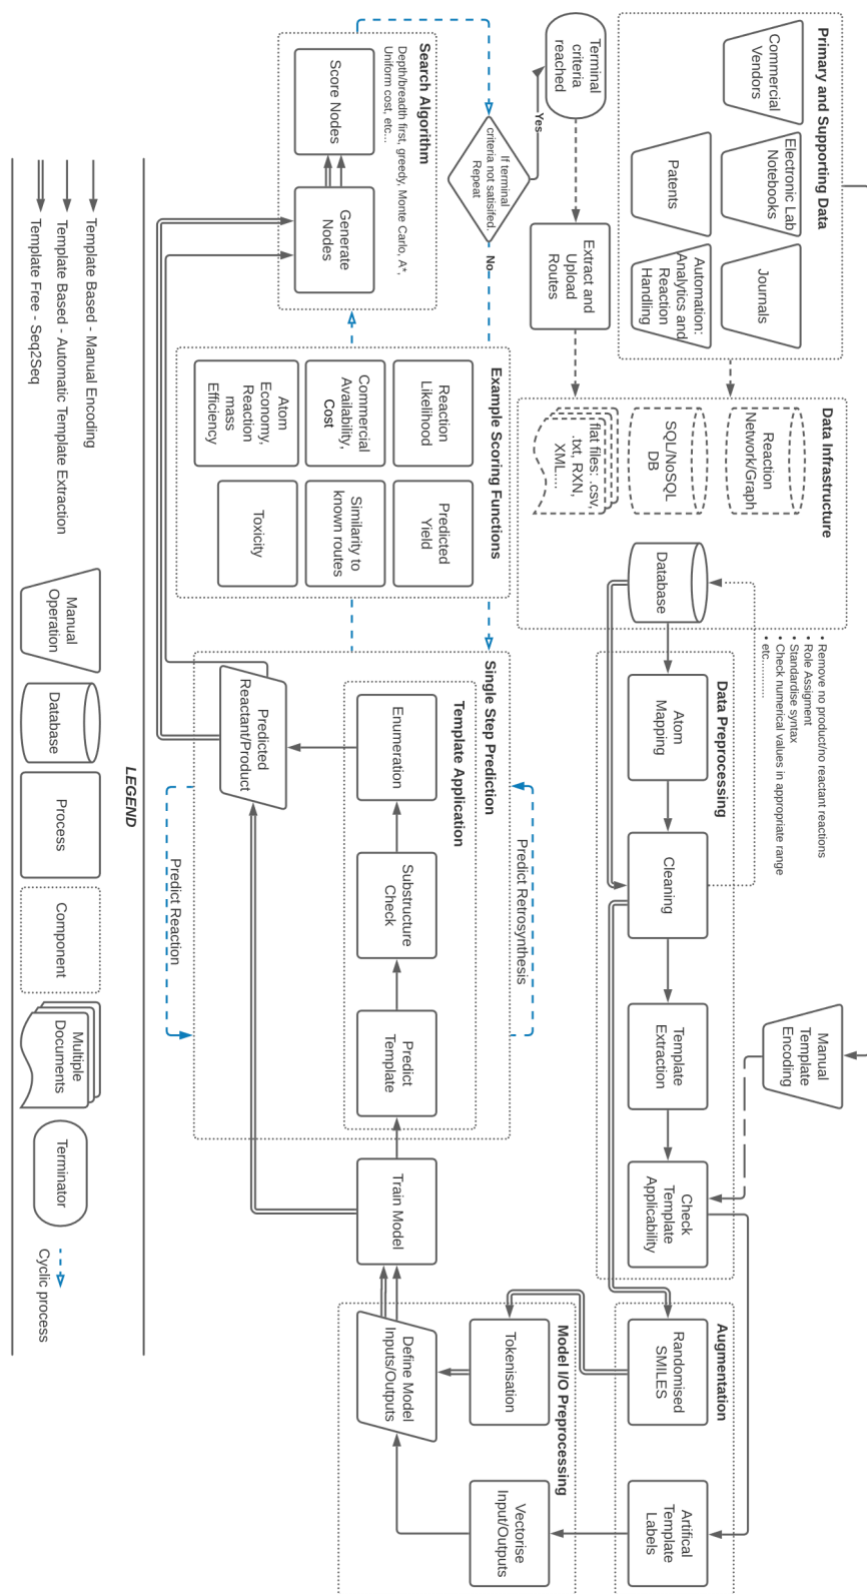 Primary and Supporting Data
Commercial
Vendors
Electronic Lab
Notebooks
Journals
Patents
Automation:
Analytics and
Reaction
Handling
Terminal
criteria
reached
Yes
If terminal
criteria not satisifed.
Repeat
No
Extract and
Upload
Routes
Search Algorithm
Depth/breadth first, greedy, Monte Carlo, A*,
Uniform cost, etc...
Score Nodes
Generate
Nodes
Data Infrastructure
Reaction
Network/Graph
SQL/NoSQL
DB
flat files: .csv,
.txt, RXN,
XML....
Database
Example Scoring Functions
Reaction
Likelihood
Predicted
Yield
Commercial
Availability,
Cost
Similarity to
known routes
Atom
Economy,
Reaction
mass
Efficiency
Toxicity
• Remove no product/no reactant reactions
• Role Assigment
• Standardise syntax
• Check numerical values in appropriate range
• etc.......
Data Preprocessing
Atom
Mapping
Cleaning
Template
Extraction
Check
Template
Applicability
Manual
Template
Encoding
Single Step Prediction
Template Application
Enumeration
Substructure
Check
Predict
Template
Predicted
Reactant/Product
Predict Retrosynthesis
Predict Reaction
Train Model
Augmentation
Randomised
SMILES
Artifical
Template
Labels
Model I/O Preprocessing
Tokenisation
Vectorise
Input/Outputs
Define Model
Inputs/Outputs
LEGEND
Template Based - Manual Encoding
Template Based - Automatic Template Extraction
Template Free - Seq2Seq
Manual
Operation
Database
Process
Component
Multiple
Documents
Terminator
Cyclic process